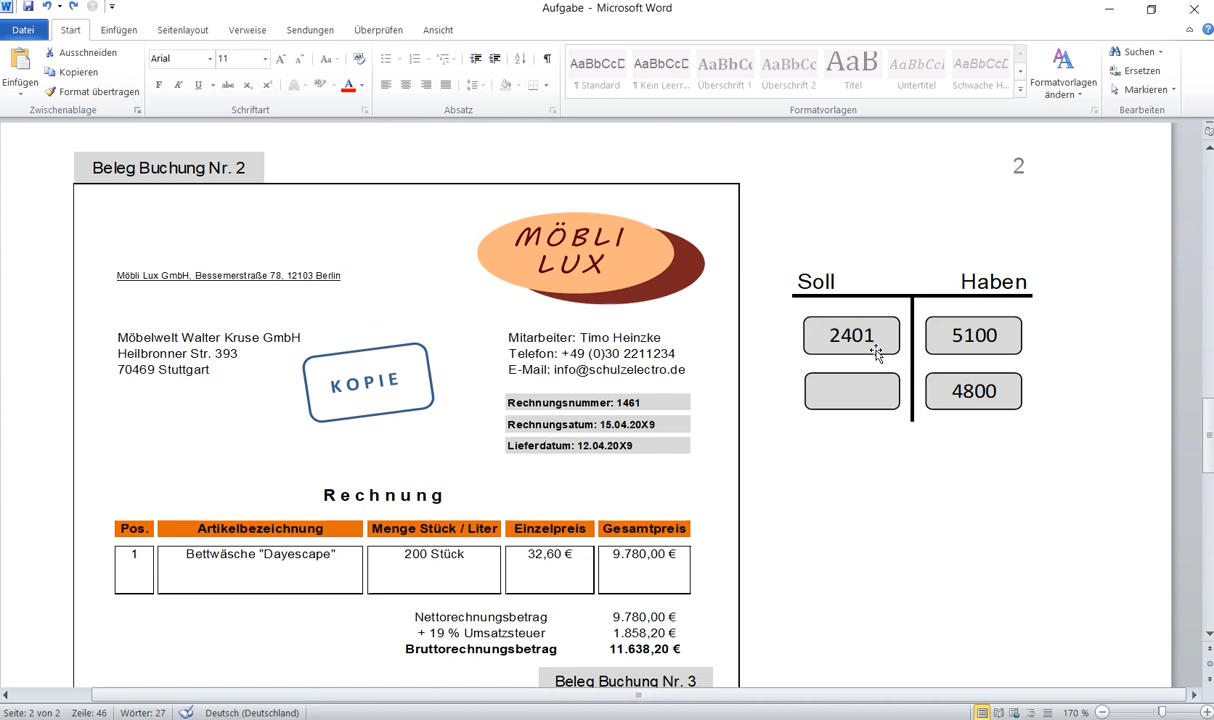 Aufgabe - Microsoft Word
Datei Start Einfügen Seitenlayout Verweise Sendungen Überprüfen Ansicht
Einfügen
Ausschneiden
Kopieren
Format übertragen
Zwischenablage
Arial 11
Schriftart
Absatz
AaBbCcD AaBbCcD AaBbCc AaBbCc AaB AaBbCcL AaBbCcD
¶ Standard ¶ Kein Leerr... Überschrift 1 Überschrift 2 Titel Untertitel Schwache H...
Formatvorlagen
Formatvorlagen ändern
Suchen
Ersetzen
Markieren
Bearbeiten
Beleg Buchung Nr. 2
2
MÖBLI
LUX
Möbli Lux GmbH, Bessemerstraße 78, 12103 Berlin
Möbelwelt Walter Kruse GmbH
Heilbronner Str. 393
70469 Stuttgart
KOPIE
Mitarbeiter: Timo Heinzke
Telefon: +49 (0)30 2211234
E-Mail: info@schulzelectro.de
Rechnungsnummer: 1461
Rechnungsatum: 15.04.20X9
Lieferdatum: 12.04.20X9
Soll Haben
2401 5100
4800
Rechnung
Pos. Artikelbezeichnung Menge Stück / Liter Einzelpreis Gesamtpreis
1 Bettwäsche "Dayescape" 200 Stück 32,60 € 9.780,00 €
Nettorechnungsbetrag 9.780,00 €
+ 19 % Umsatzsteuer 1.858,20 €
Bruttorechnungsbetrag 11.638,20 €
Beleg Buchung Nr. 3
Seite: 2 von 2 Zeile: 46 Wörter: 27 Deutsch (Deutschland) 170 %